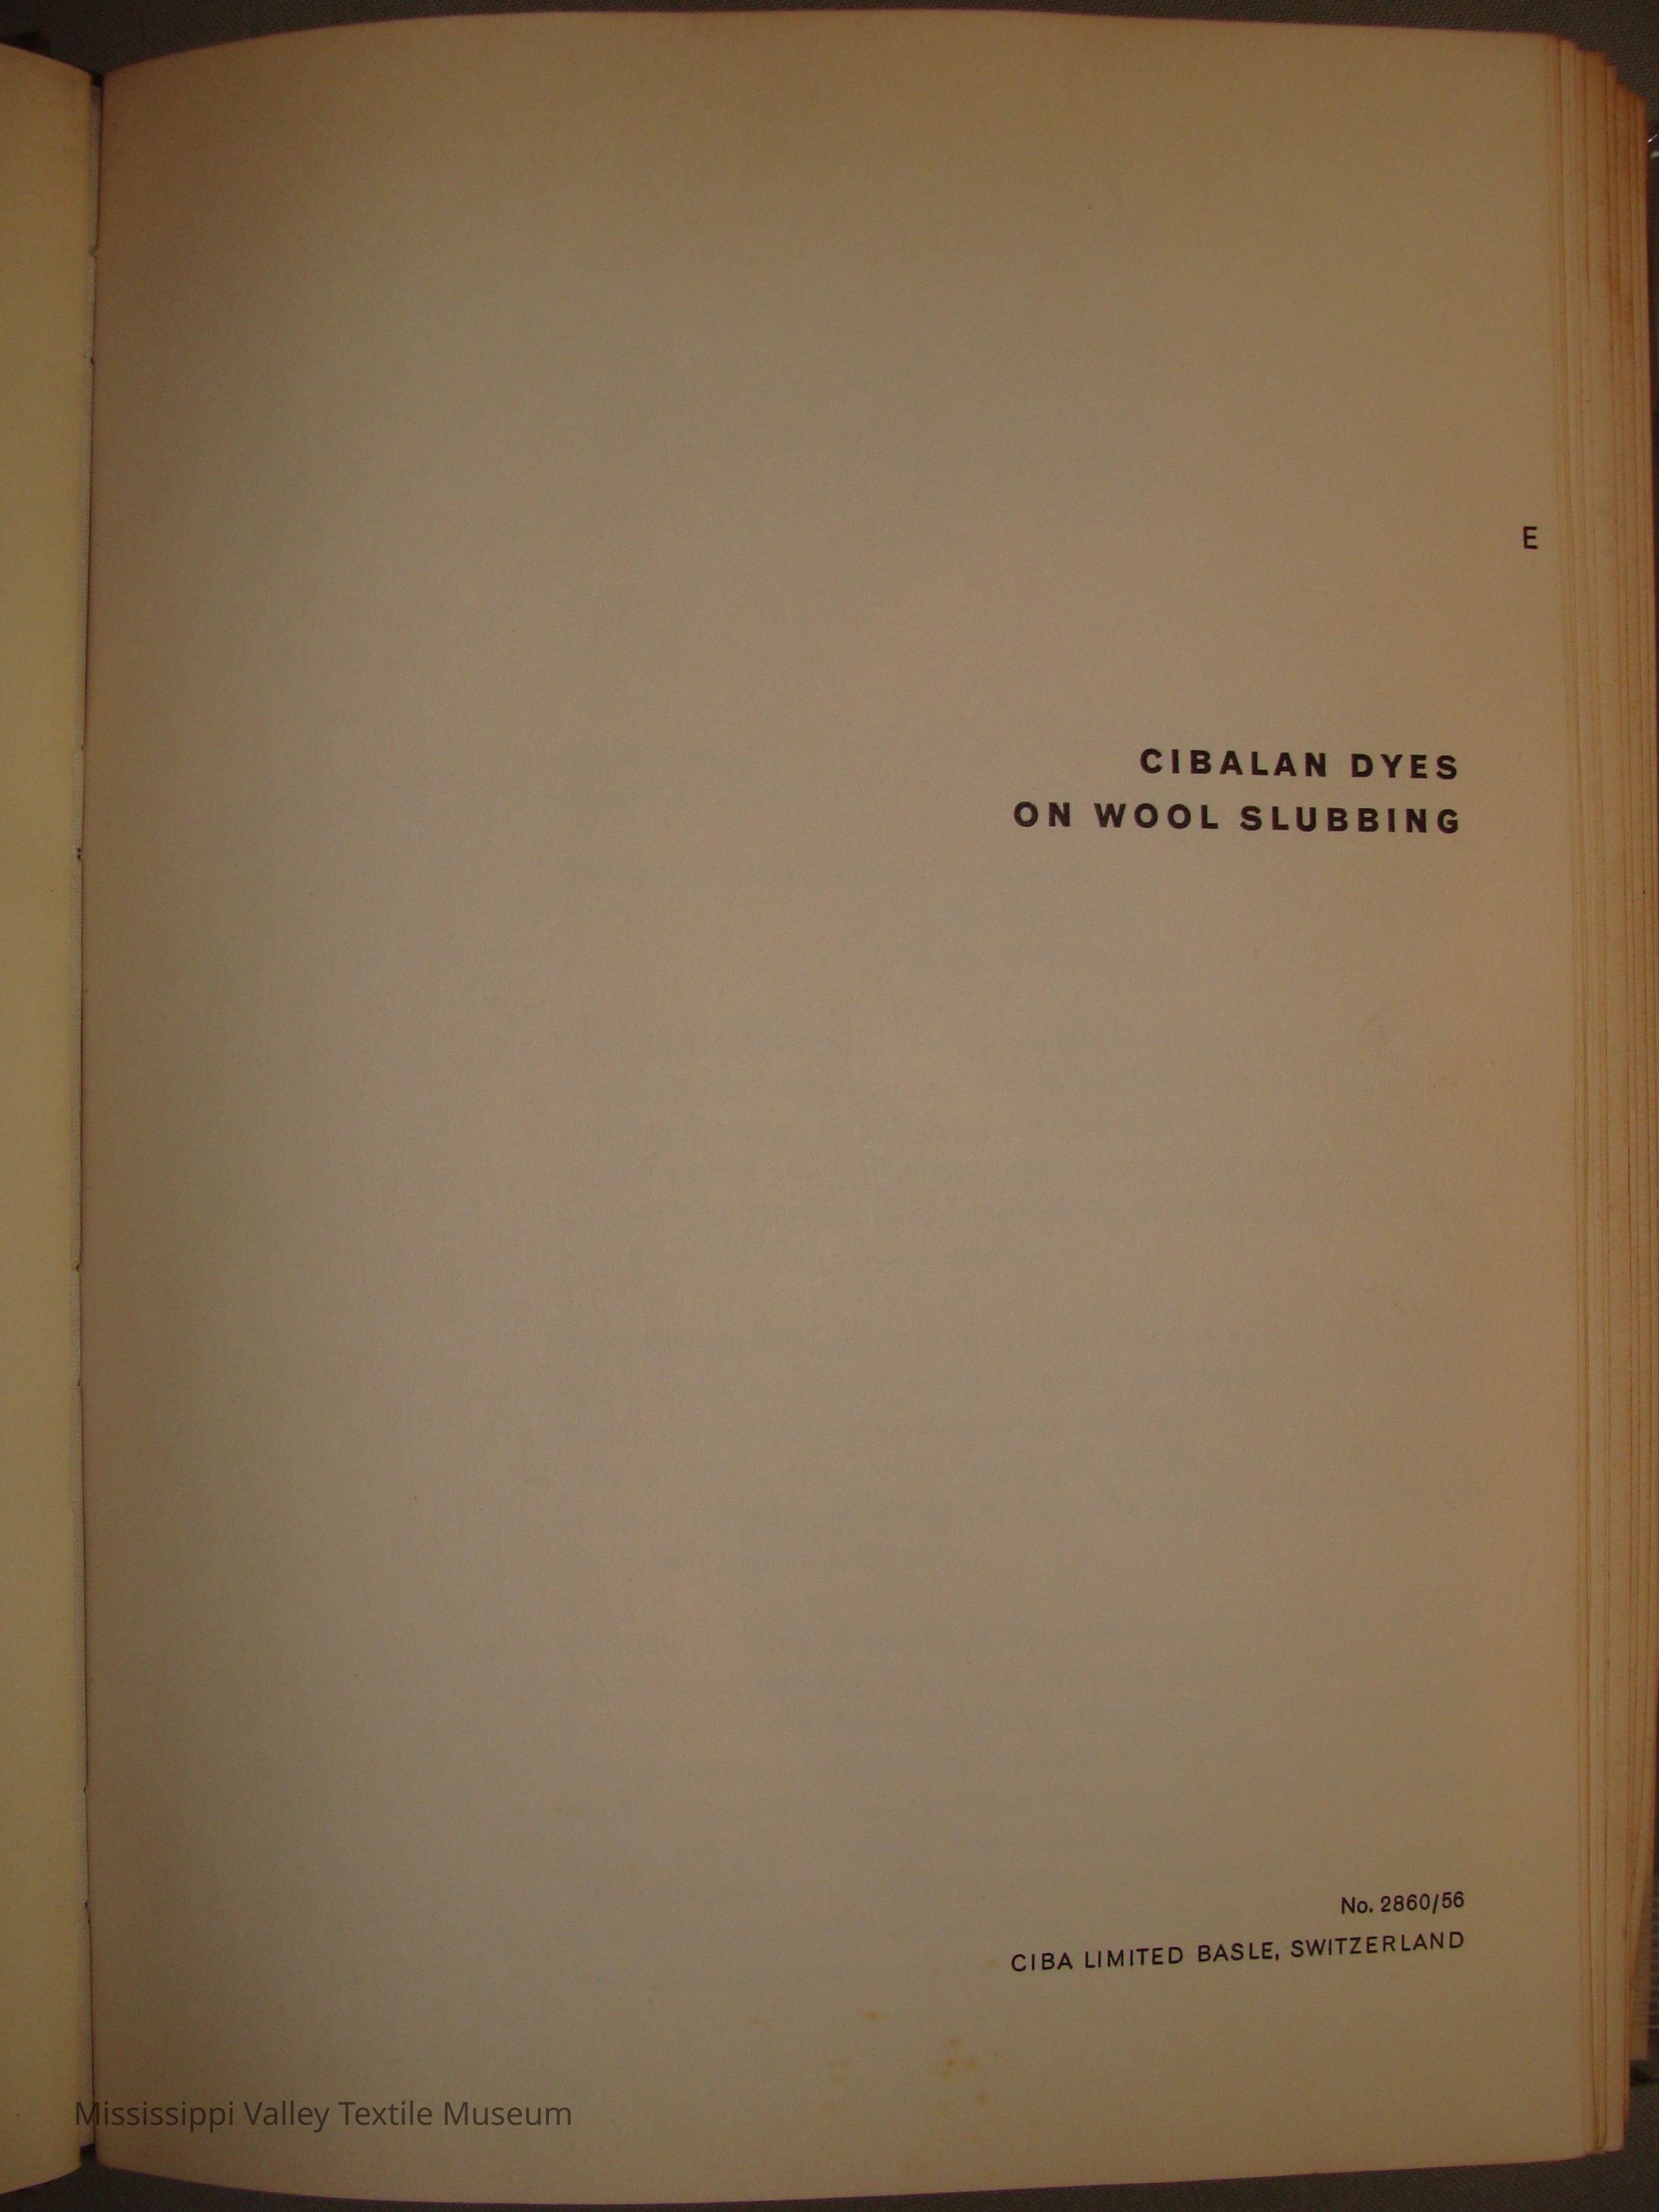 E
CIBALAN DYES
ON WOOL SLUBBING
No. 2860/56
CIBA LIMITED BASLE, SWITZERLAND
Mississippi Valley Textile Museum